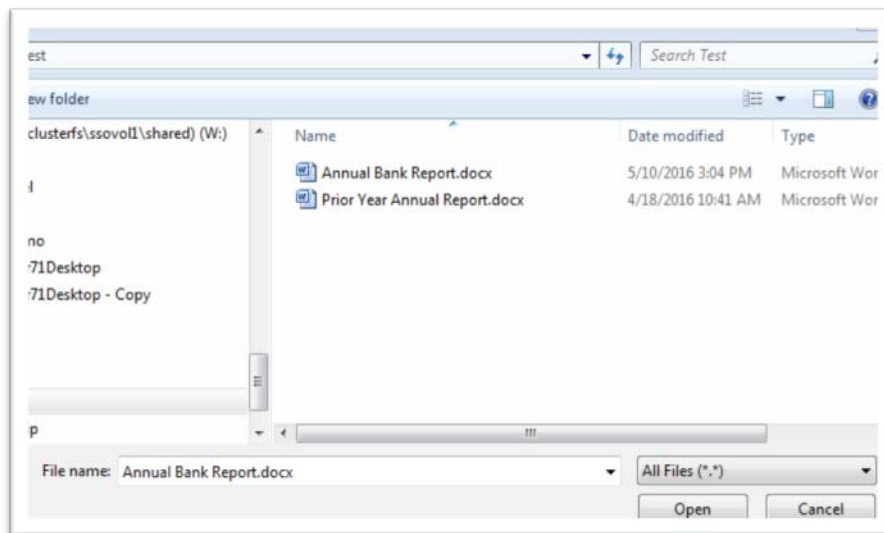 est Search Test
ew folder
clusterfs\ssovol1\shared) (W:) Name Date modified Type
Annual Bank Report.docx 5/10/2016 3:04 PM Microsoft Wor
Prior Year Annual Report.docx 4/18/2016 10:41 AM Microsoft Wor
no
r71Desktop
r71Desktop - Copy
p
File name: Annual Bank Report.docx All Files (*.*)
Open Cancel